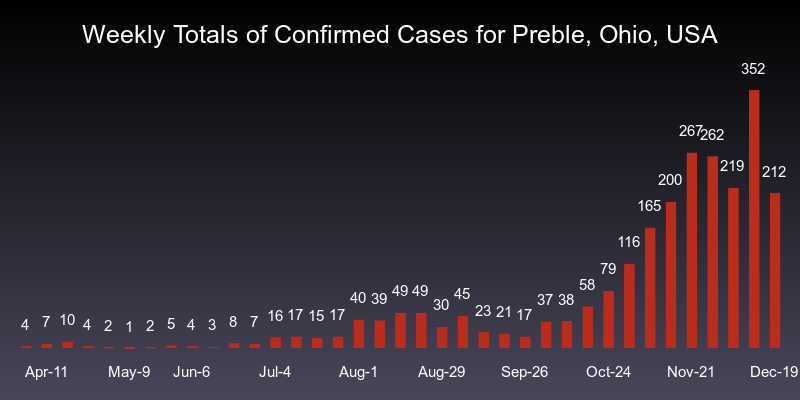 Weekly Totals of Confirmed Cases for Preble, Ohio, USA
4 7 10 4 2 1 2 5 4 3 8 7 16 17 15 17 40 39 49 49 30 45 23 21 17 37 38 58 79 116 165 200 267 262 219 352 212
Apr-11 May-9 Jun-6 Jul-4 Aug-1 Aug-29 Sep-26 Oct-24 Nov-21 Dec-19